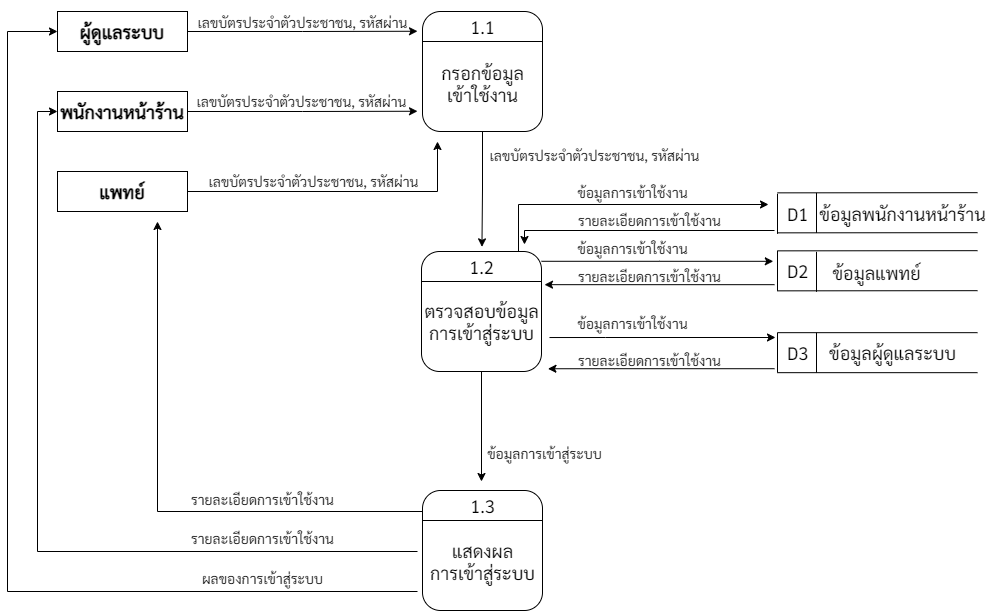 ผู้ดูแลระบบ
เลขบัตรประจำตัวประชาชน, รหัสผ่าน
1.1
กรอกข้อมูล
เข้าใช้งาน
พนักงานหน้าร้าน
เลขบัตรประจำตัวประชาชน, รหัสผ่าน
แพทย์
เลขบัตรประจำตัวประชาชน, รหัสผ่าน
เลขบัตรประจำตัวประชาชน, รหัสผ่าน
ข้อมูลการเข้าใช้งาน
รายละเอียดการเข้าใช้งาน
D1 ข้อมูลพนักงานหน้าร้าน
ข้อมูลการเข้าใช้งาน
รายละเอียดการเข้าใช้งาน
D2 ข้อมูลแพทย์
1.2
ตรวจสอบข้อมูล
การเข้าสู่ระบบ
ข้อมูลการเข้าใช้งาน
รายละเอียดการเข้าใช้งาน
D3 ข้อมูลผู้ดูแลระบบ
ข้อมูลการเข้าสู่ระบบ
รายละเอียดการเข้าใช้งาน
รายละเอียดการเข้าใช้งาน
ผลของการเข้าสู่ระบบ
1.3
แสดงผล
การเข้าสู่ระบบ